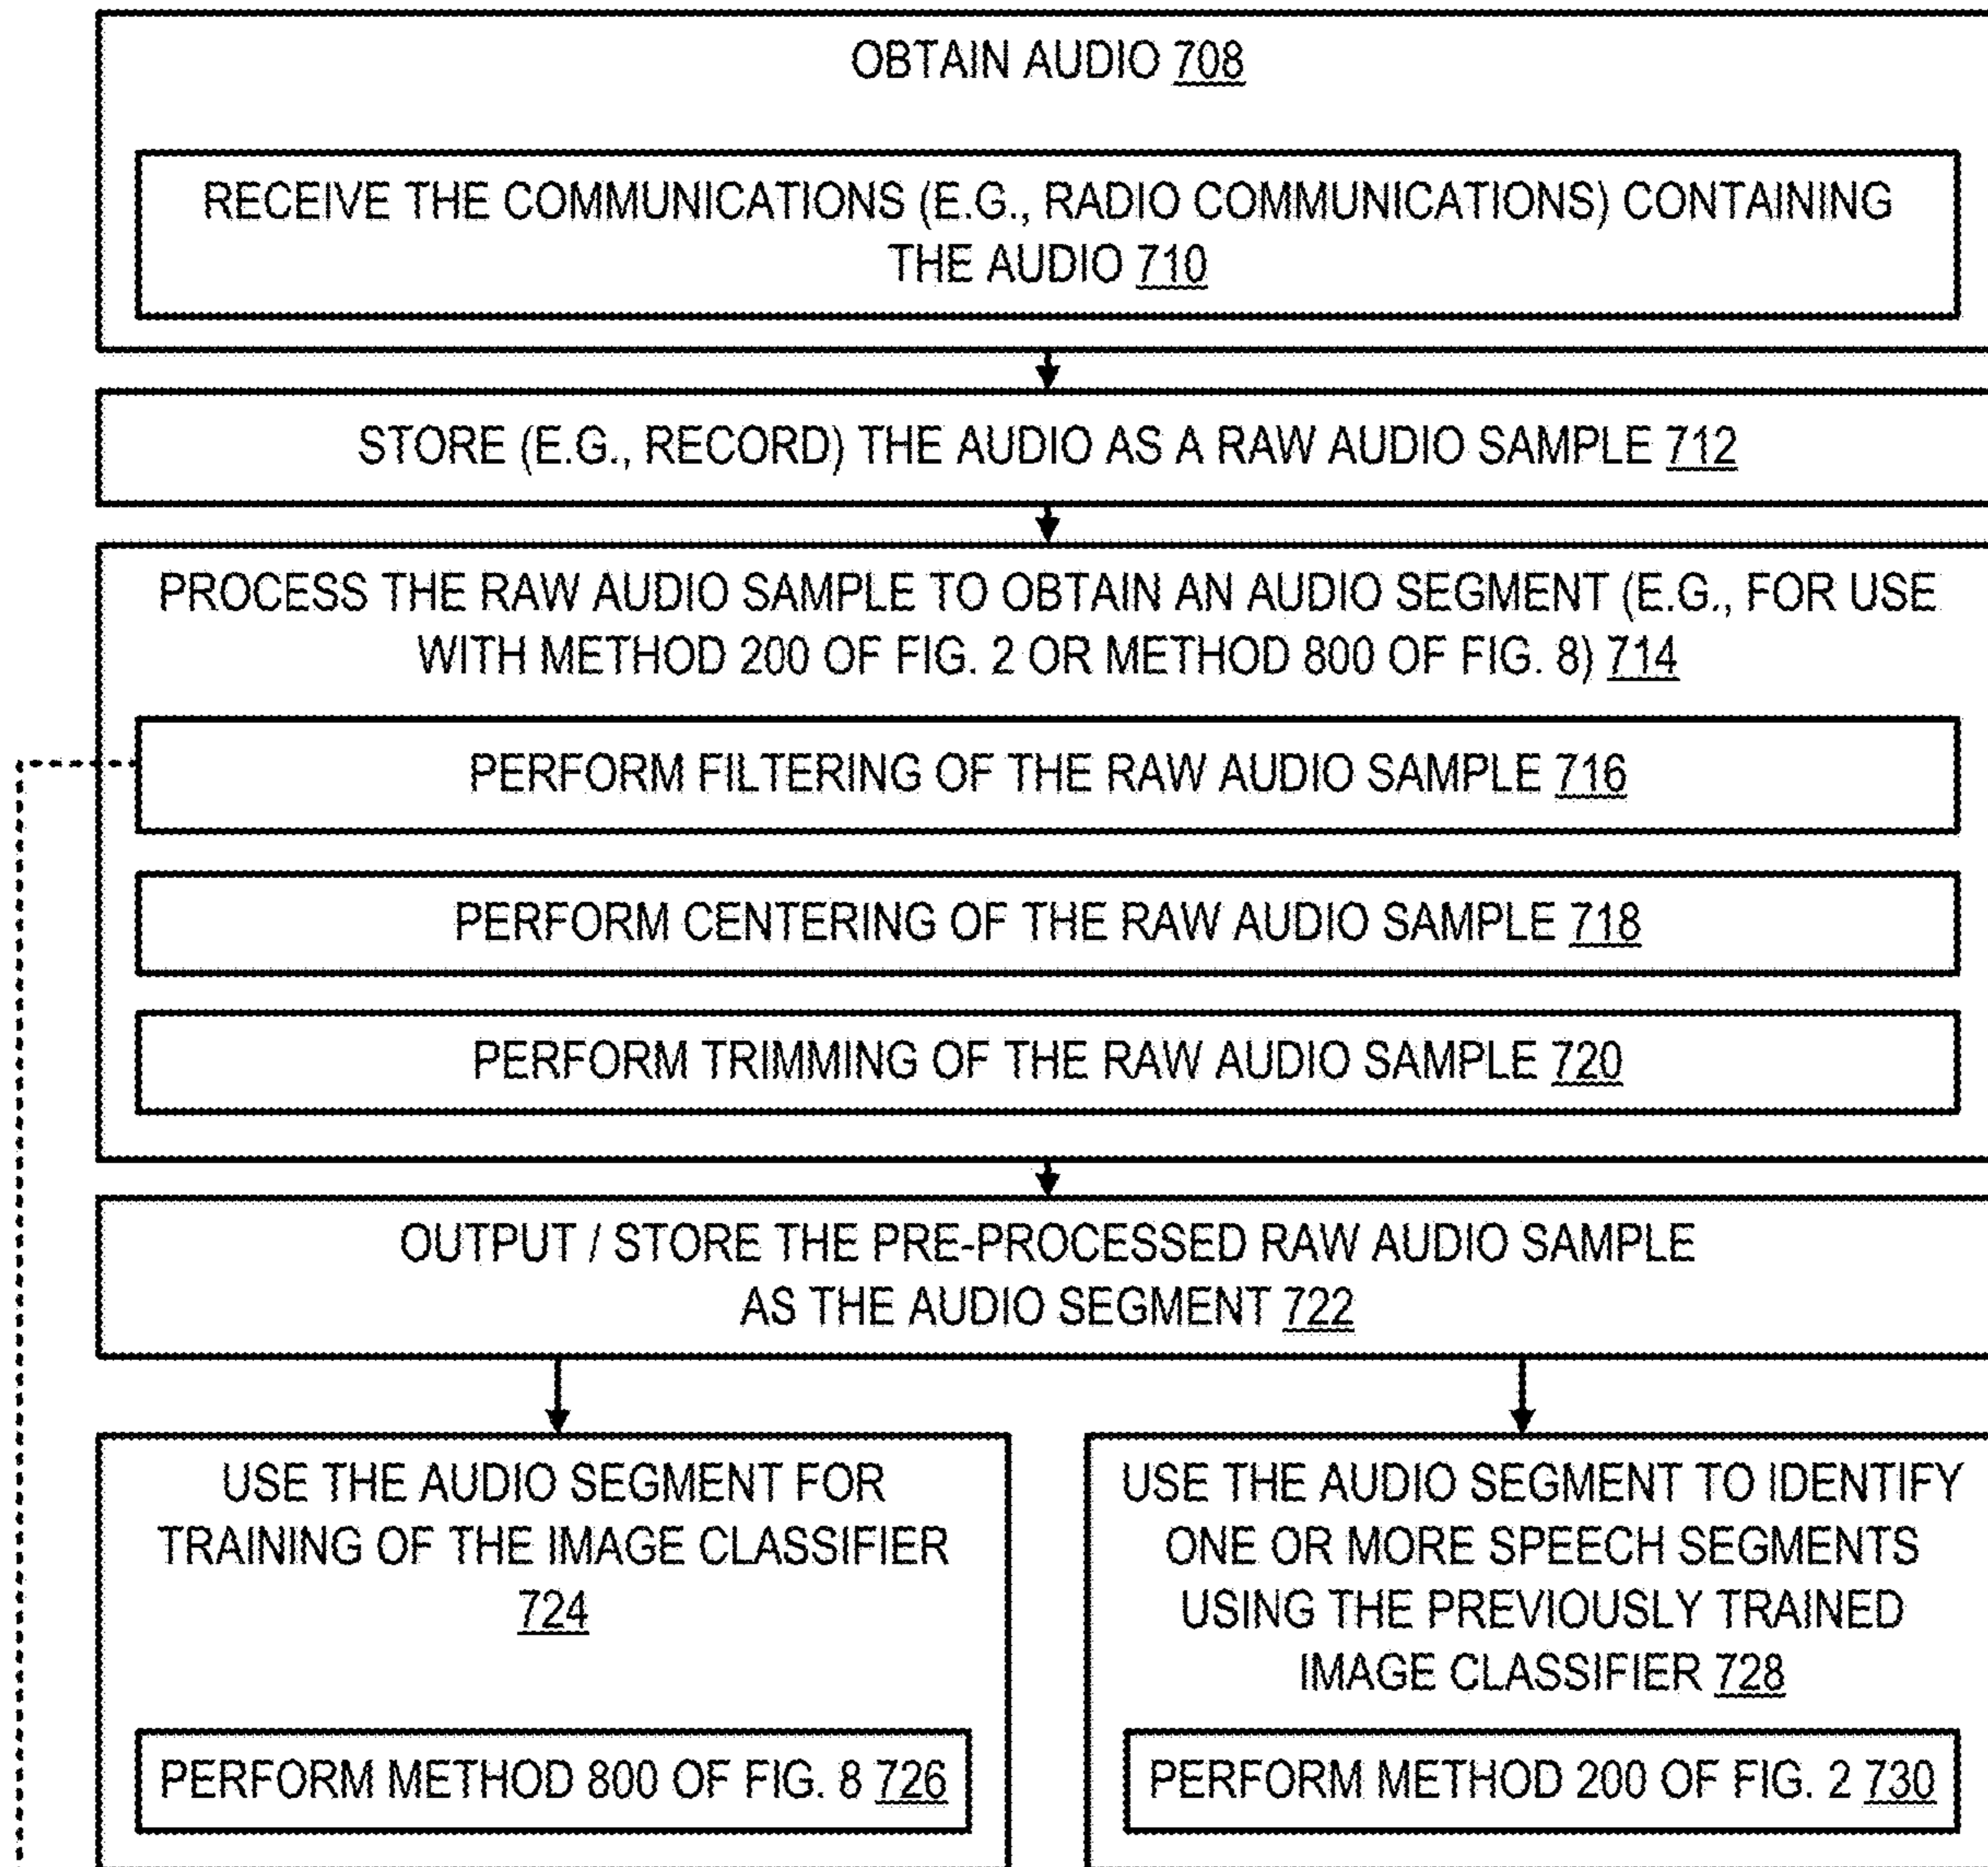 OBTAIN AUDIO 708
RECEIVE THE COMMUNICATIONS (E.G., RADIO COMMUNICATIONS) CONTAINING
THE AUDIO 710
STORE (E.G., RECORD) THE AUDIO AS A RAW AUDIO SAMPLE 712
PROCESS THE RAW AUDIO SAMPLE TO OBTAIN AN AUDIO SEGMENT (E.G., FOR USE
WITH METHOD 200 OF FIG. 2 OR METHOD 800 OF FIG. 8) 714
PERFORM FILTERING OF THE RAW AUDIO SAMPLE 716
PERFORM CENTERING OF THE RAW AUDIO SAMPLE 718
PERFORM TRIMMING OF THE RAW AUDIO SAMPLE 720
OUTPUT / STORE THE PRE-PROCESSED RAW AUDIO SAMPLE
AS THE AUDIO SEGMENT 722
USE THE AUDIO SEGMENT FOR
TRAINING OF THE IMAGE CLASSIFIER
724
PERFORM METHOD 800 OF FIG. 8 726
USE THE AUDIO SEGMENT TO IDENTIFY
ONE OR MORE SPEECH SEGMENTS
USING THE PREVIOUSLY TRAINED
IMAGE CLASSIFIER 728
PERFORM METHOD 200 OF FIG. 2 730